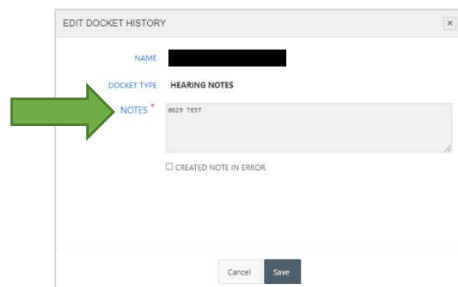 EDIT DOCKET HISTORY
x
NAME
DOCKET TYPE HEARING NOTES
NOTES * 0629 TEST
CREATED NOTE IN ERROR
Cancel Save